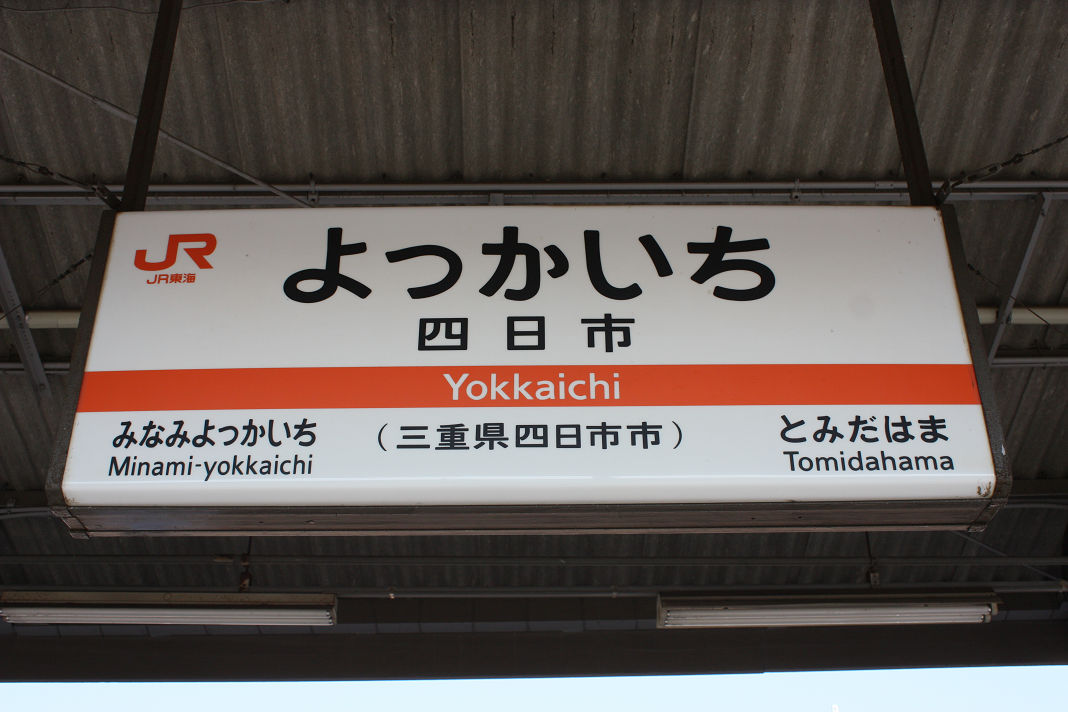 JR
JR東海
よっかいち
四日市
Yokkaichi
みなみよっかいち
Minami-yokkaichi
（三重県四日市市）
とみだはま
Tomidahama